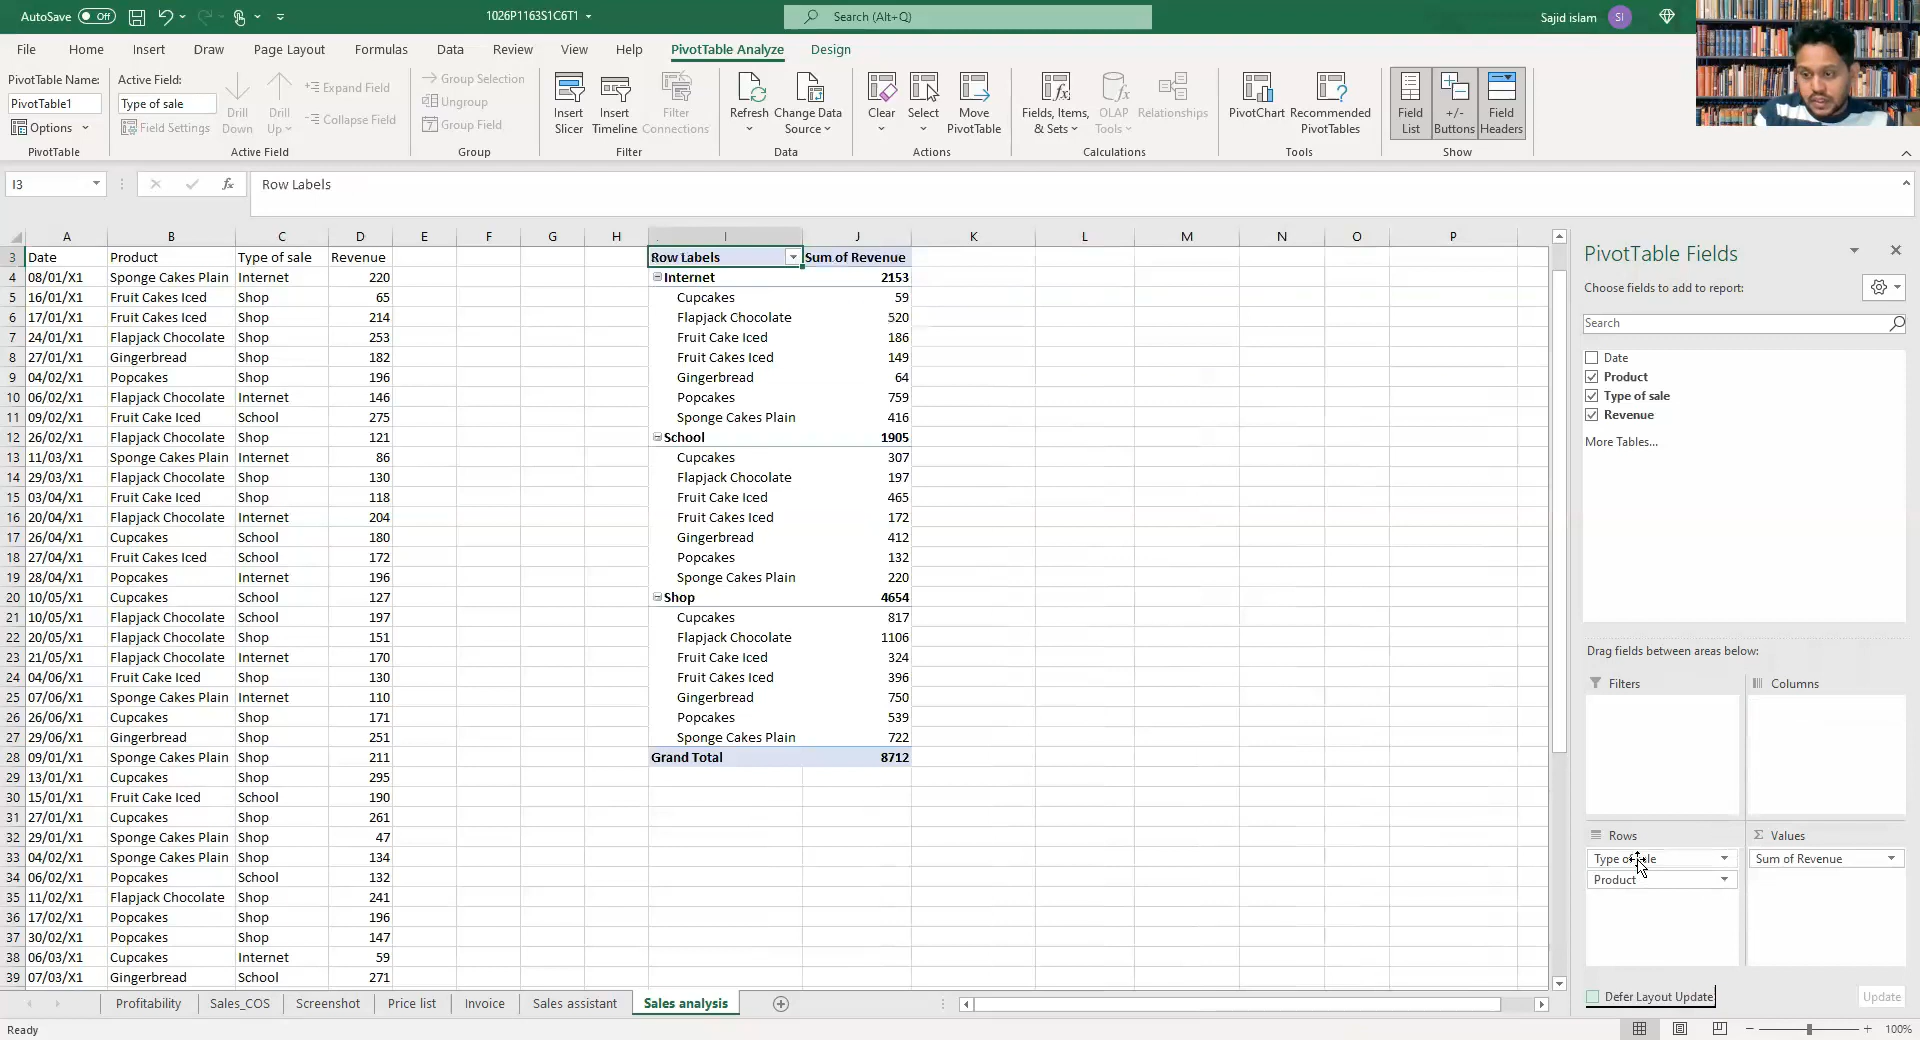 AutoSave Off 1026P1163S1C6T1 Search (Alt+Q) Sajid islam SI
File Home Insert Draw Page Layout Formulas Data Review View Help PivotTable Analyze Design
PivotTable Name:
PivotTable1
Options
PivotTable
Active Field:
Type of sale
Field Settings
Drill Down
Drill Up
Expand Field
Collapse Field
Active Field
Group Selection
Ungroup
Group Field
Group
Insert Slicer
Insert Timeline
Filter Connections
Filter
Refresh
Change Data Source
Data
Clear
Select
Move PivotTable
Actions
Fields, Items, & Sets
OLAP Tools
Relationships
Calculations
PivotChart
Recommended PivotTables
Tools
Field List
+/- Buttons
Field Headers
Show
I3 fx Row Labels
A B C D E F G H I J K L M N O P
3 Date Product Type of sale Revenue Row Labels Sum of Revenue
4 08/01/X1 Sponge Cakes Plain Internet 220 Internet 2153
5 16/01/X1 Fruit Cakes Iced Shop 65 Cupcakes 59
6 17/01/X1 Fruit Cakes Iced Shop 214 Flapjack Chocolate 520
7 24/01/X1 Flapjack Chocolate Shop 253 Fruit Cake Iced 186
8 27/01/X1 Gingerbread Shop 182 Fruit Cakes Iced 149
9 04/02/X1 Popcakes Shop 196 Gingerbread 64
10 06/02/X1 Flapjack Chocolate Internet 146 Popcakes 759
11 09/02/X1 Fruit Cake Iced School 275 Sponge Cakes Plain 416
12 26/02/X1 Flapjack Chocolate Shop 121 School 1905
13 11/03/X1 Sponge Cakes Plain Internet 86 Cupcakes 307
14 29/03/X1 Flapjack Chocolate Shop 130 Flapjack Chocolate 197
15 03/04/X1 Fruit Cake Iced Shop 118 Fruit Cake Iced 465
16 20/04/X1 Flapjack Chocolate Internet 204 Fruit Cakes Iced 172
17 26/04/X1 Cupcakes School 180 Gingerbread 412
18 27/04/X1 Fruit Cakes Iced School 172 Popcakes 132
19 28/04/X1 Popcakes Internet 196 Sponge Cakes Plain 220
20 10/05/X1 Cupcakes School 127 Shop 4654
21 10/05/X1 Flapjack Chocolate School 197 Cupcakes 817
22 20/05/X1 Flapjack Chocolate Shop 151 Flapjack Chocolate 1106
23 21/05/X1 Flapjack Chocolate Internet 170 Fruit Cake Iced 324
24 04/06/X1 Fruit Cake Iced Shop 130 Fruit Cakes Iced 396
25 07/06/X1 Sponge Cakes Plain Internet 110 Gingerbread 750
26 26/06/X1 Cupcakes Shop 171 Popcakes 539
27 29/06/X1 Gingerbread Shop 251 Sponge Cakes Plain 722
28 09/01/X1 Sponge Cakes Plain Shop 211 Grand Total 8712
29 13/01/X1 Cupcakes Shop 295
30 15/01/X1 Fruit Cake Iced School 190
31 27/01/X1 Cupcakes Shop 261
32 29/01/X1 Sponge Cakes Plain Shop 47
33 04/02/X1 Sponge Cakes Plain Shop 134
34 06/02/X1 Popcakes School 132
35 11/02/X1 Flapjack Chocolate Shop 241
36 17/02/X1 Popcakes Shop 196
37 30/02/X1 Popcakes Shop 147
38 06/03/X1 Cupcakes Internet 59
39 07/03/X1 Gingerbread School 271
PivotTable Fields
Choose fields to add to report:
Search
Date
Product
Type of sale
Revenue
More Tables...
Drag fields between areas below:
Filters Columns
Rows Values
Type of sale Sum of Revenue
Product
Defer Layout Update Update
Profitability Sales_COS Screenshot Price list Invoice Sales assistant Sales analysis
Ready 100%